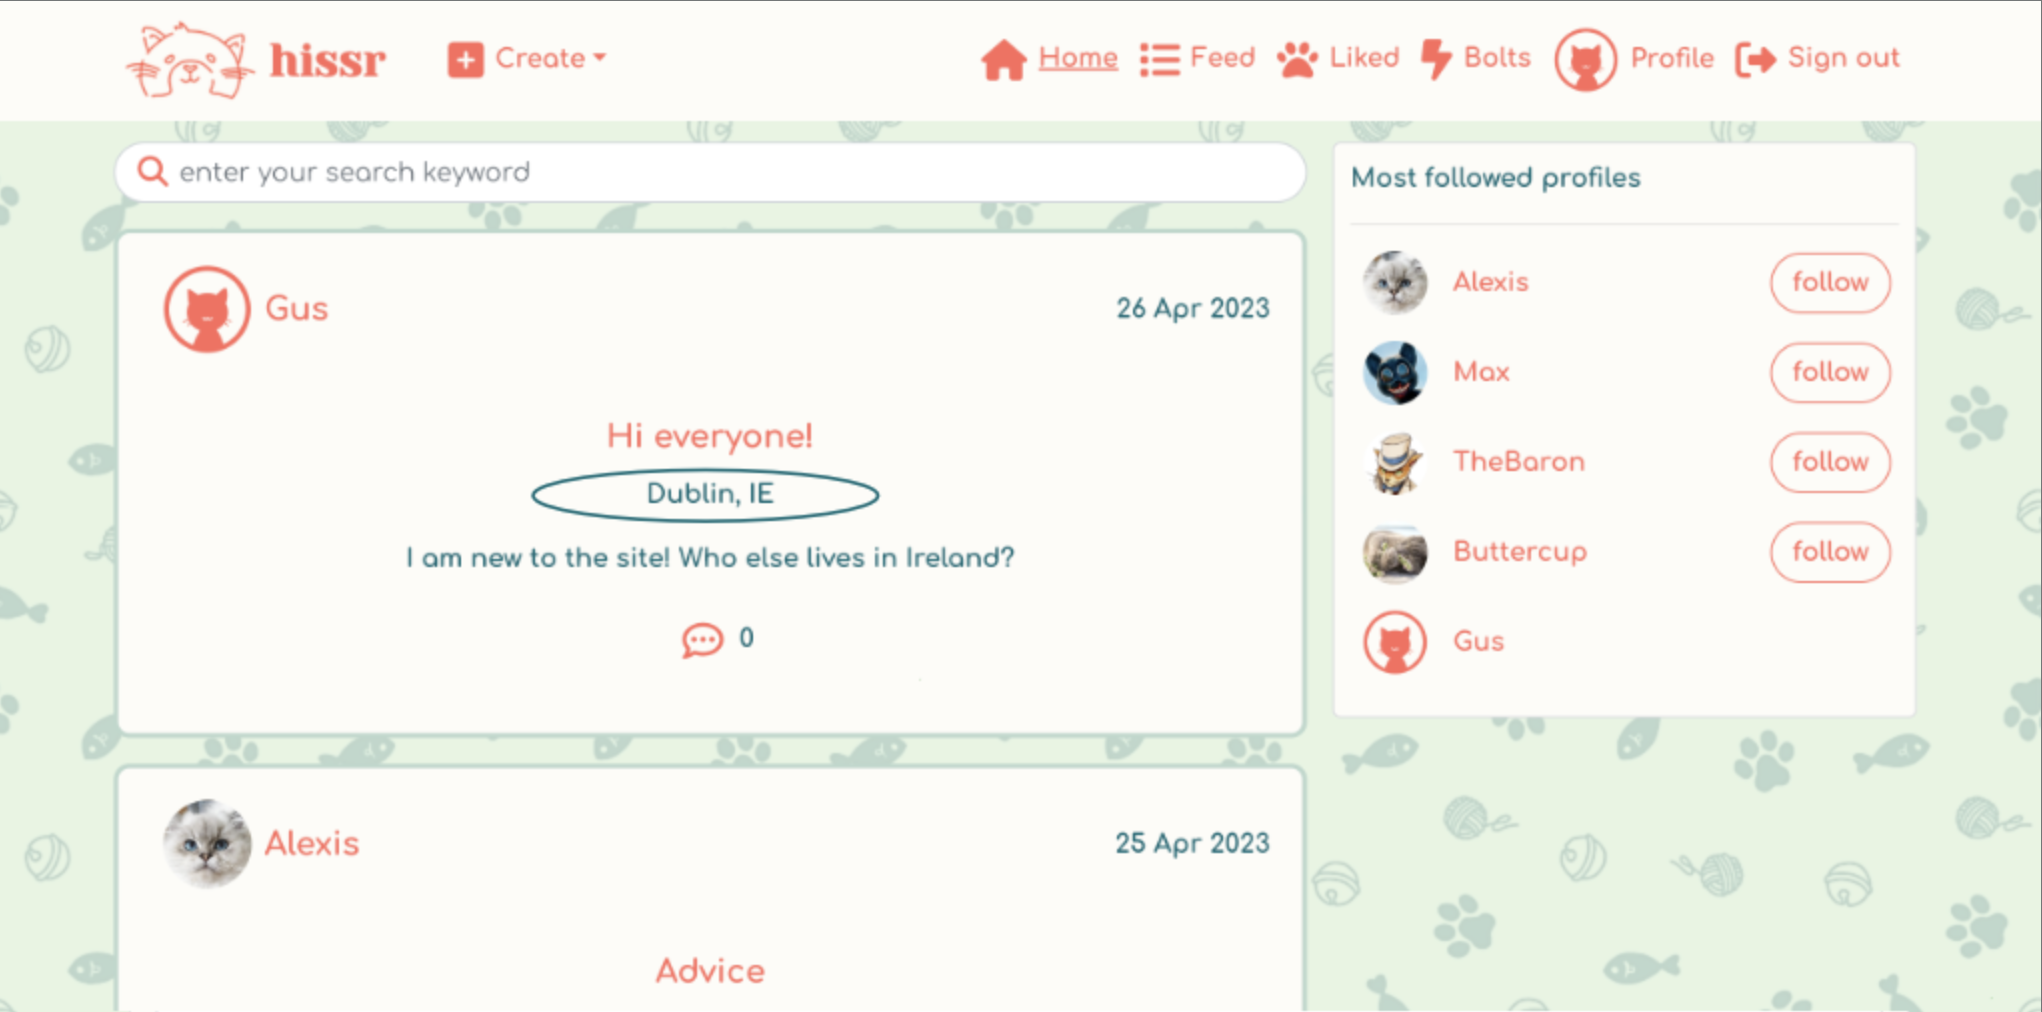 hissr
Create
Home
Feed
Liked
Bolts
Profile
Sign out
enter your search keyword
Gus
26 Apr 2023
Hi everyone!
Dublin, IE
I am new to the site! Who else lives in Ireland?
0
Alexis
25 Apr 2023
Advice
Most followed profiles
Alexis
follow
Max
follow
TheBaron
follow
Buttercup
follow
Gus